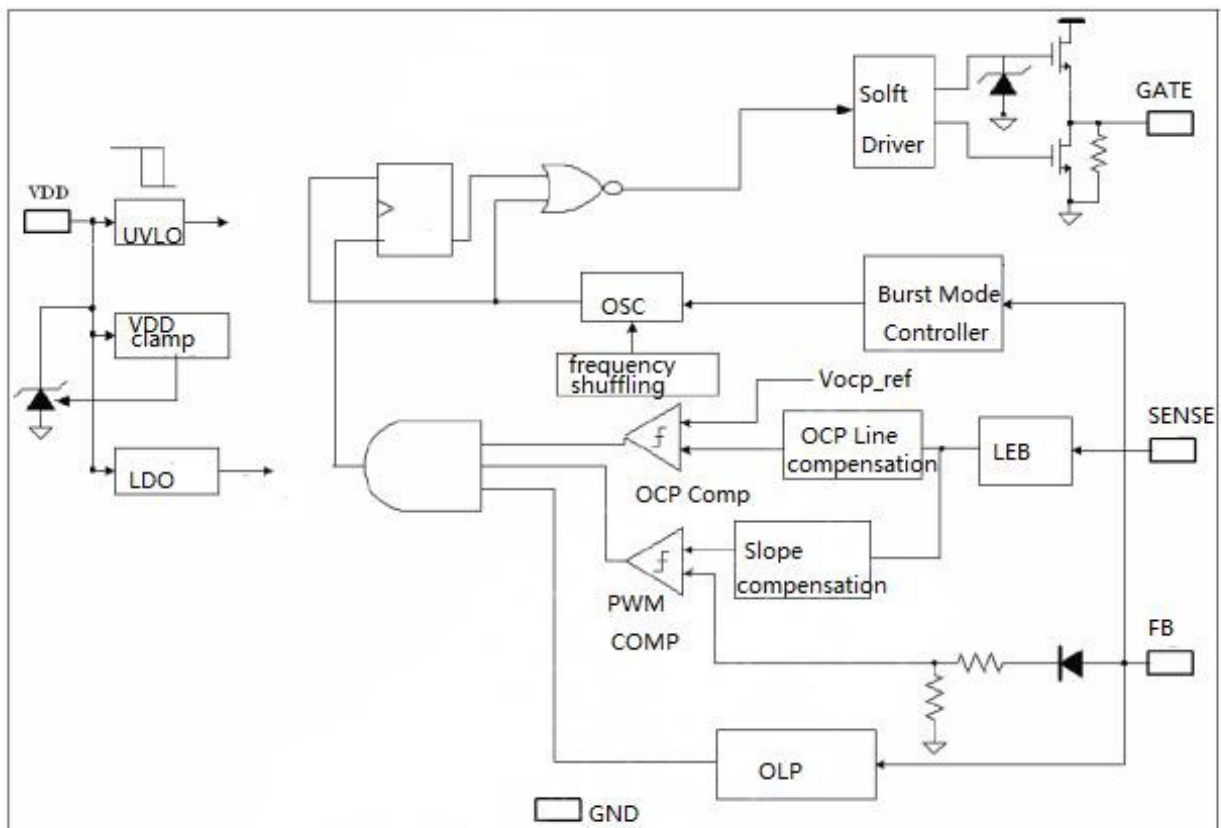 Solft
Driver
GATE
VDD
UVLO
OSC
Burst Mode
Controller
VDD
clamp
frequency
shuffling
Vocp_ref
SENSE
OCP Line
compensation
LEB
LDO
OCP Comp
Slope
compensation
PWM
COMP
FB
OLP
GND